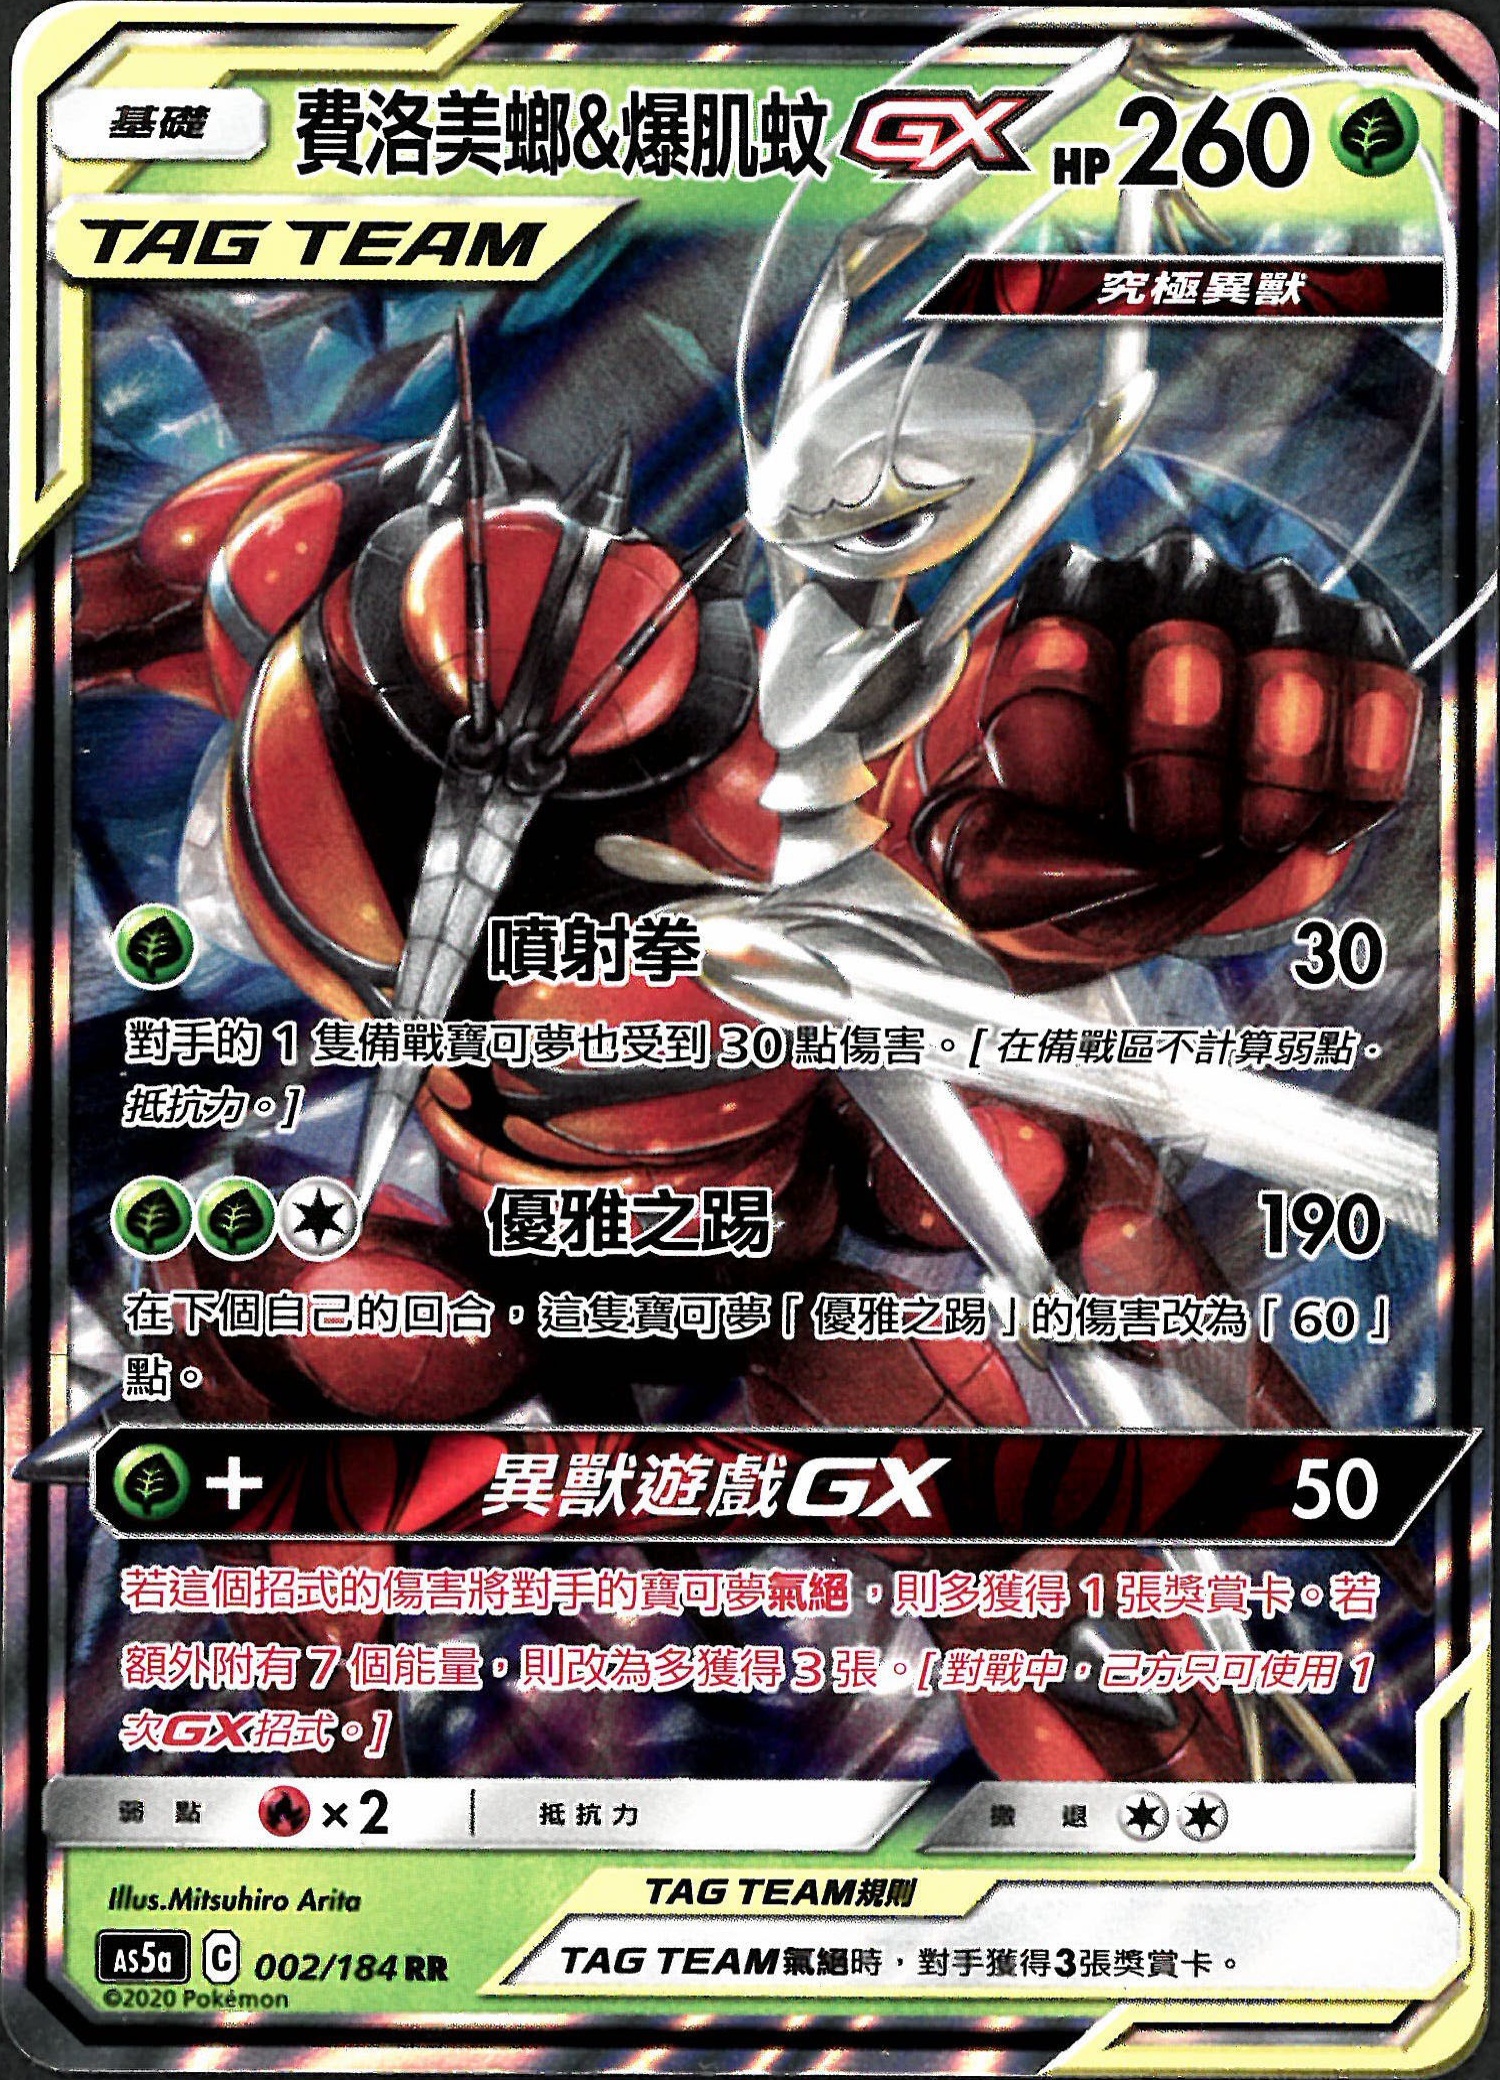 基礎
費洛美螂&爆肌蚊GX HP260
TAG TEAM
究極異獸
噴射拳 30
對手的1隻備戰寶可夢也受到30點傷害。[在備戰區不計算弱點・
抵抗力。]
優雅之踢 190
在下個自己的回合,這隻寶可夢「優雅之踢」的傷害改為「60」
點。
+ 異獸遊戲GX 50
若這個招式的傷害將對手的寶可夢氣絕,則多獲得1張獎賞卡。若
額外附有7個能量,則改為多獲得3張。[對戰中,己方只可使用1
次GX招式。]
弱點 ×2 抵抗力 撤退
Illus.Mitsuhiro Arita
TAG TEAM規則
AS5a C 002/184 RR
TAG TEAM氣絕時,對手獲得3張獎賞卡。
©2020 Pokémon